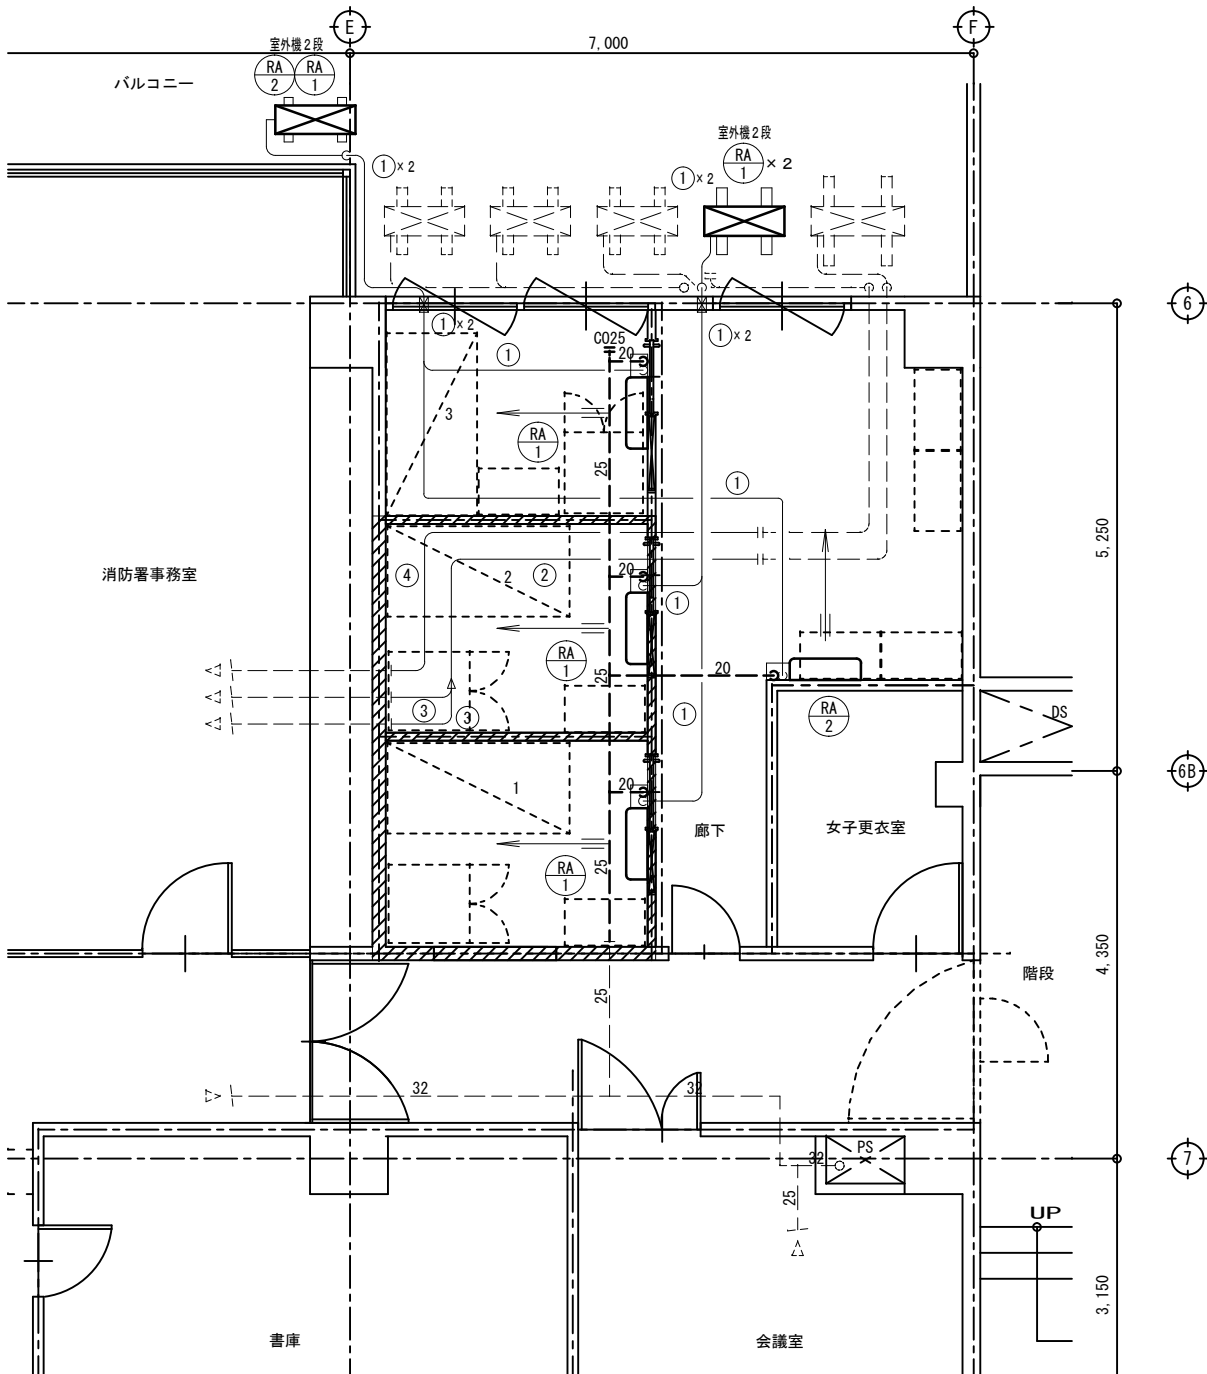 E
F
7,000
室外機2段
RA
2
RA
1
バルコニー
①×2
①×2
室外機2段
RA
1
×2
6
①×2
①
CO25
20
①×2
3
RA
1
25
①
5,250
消防署事務室
④
2
②
20
①
RA
1
25
20
③
③
①
RA
2
DS
6B
1
20
廊下
女子更衣室
RA
1
25
階段
4,350
25
32
32
PS
32
7
25
UP
3,150
書庫
会議室